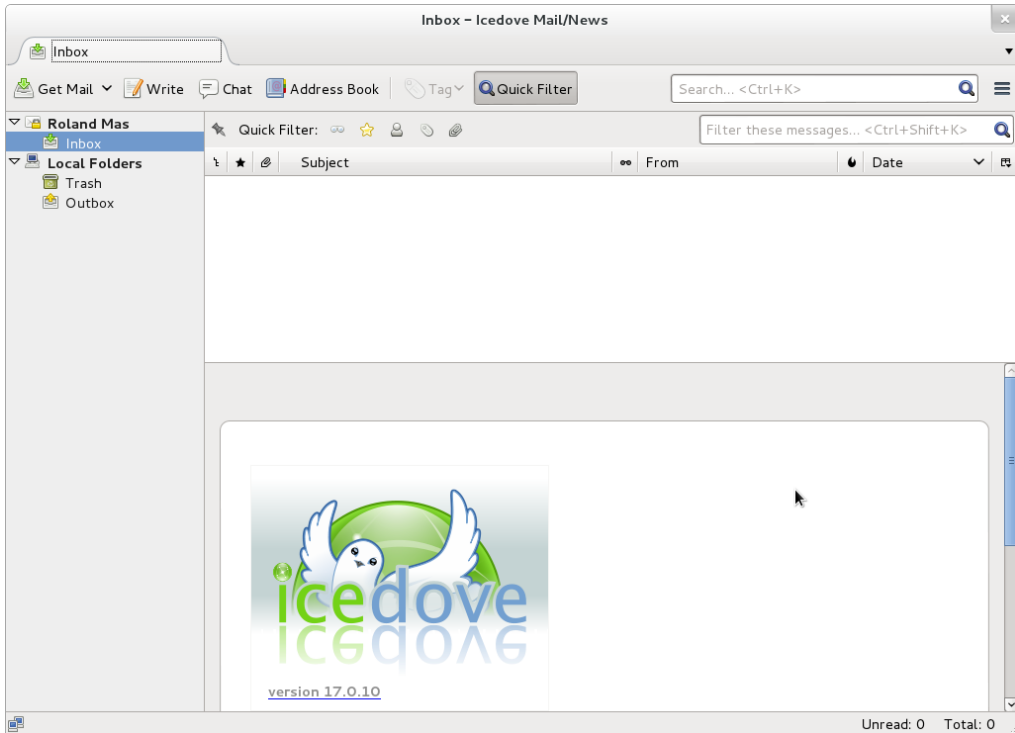 Inbox – Icedove Mail/News
Inbox
Get Mail Write Chat Address Book Tag Quick Filter Search... <Ctrl+K>
Roland Mas
Inbox
Local Folders
Trash
Outbox
Quick Filter: Filter these messages... <Ctrl+Shift+K>
Subject From Date
icedove
version 17.0.10
Unread: 0 Total: 0